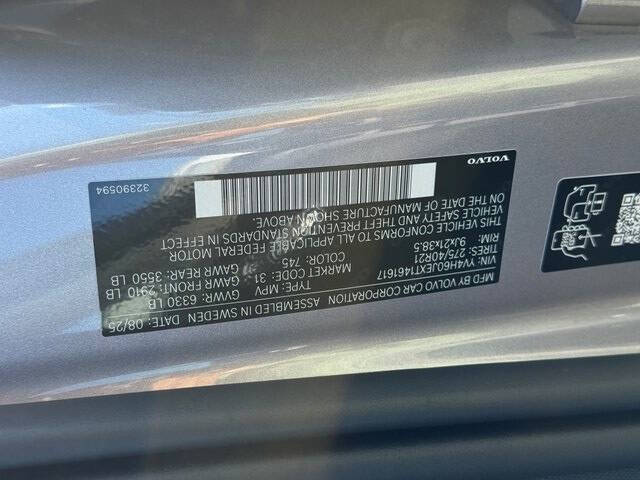 MFD BY VOLVO CAR CORPORATION ASSEMBLED IN SWEDEN DATE: 08/25
VIN: YV4H60UEXT1496617 TYPE: MPV GVWR: 6330 LB
TIRES: 275/40R21 MARKET CODE: 31 GAWR FRONT: 2910 LB
RIM: 9Jx21x38.5 COLOR: 745 GAWR REAR: 3550 LB
THIS VEHICLE CONFORMS TO ALL APPLICABLE FEDERAL MOTOR
VEHICLE SAFETY AND THEFT PREVENTION STANDARDS IN EFFECT
ON THE DATE OF MANUFACTURE SHOWN ABOVE.
VOLVO
32390594